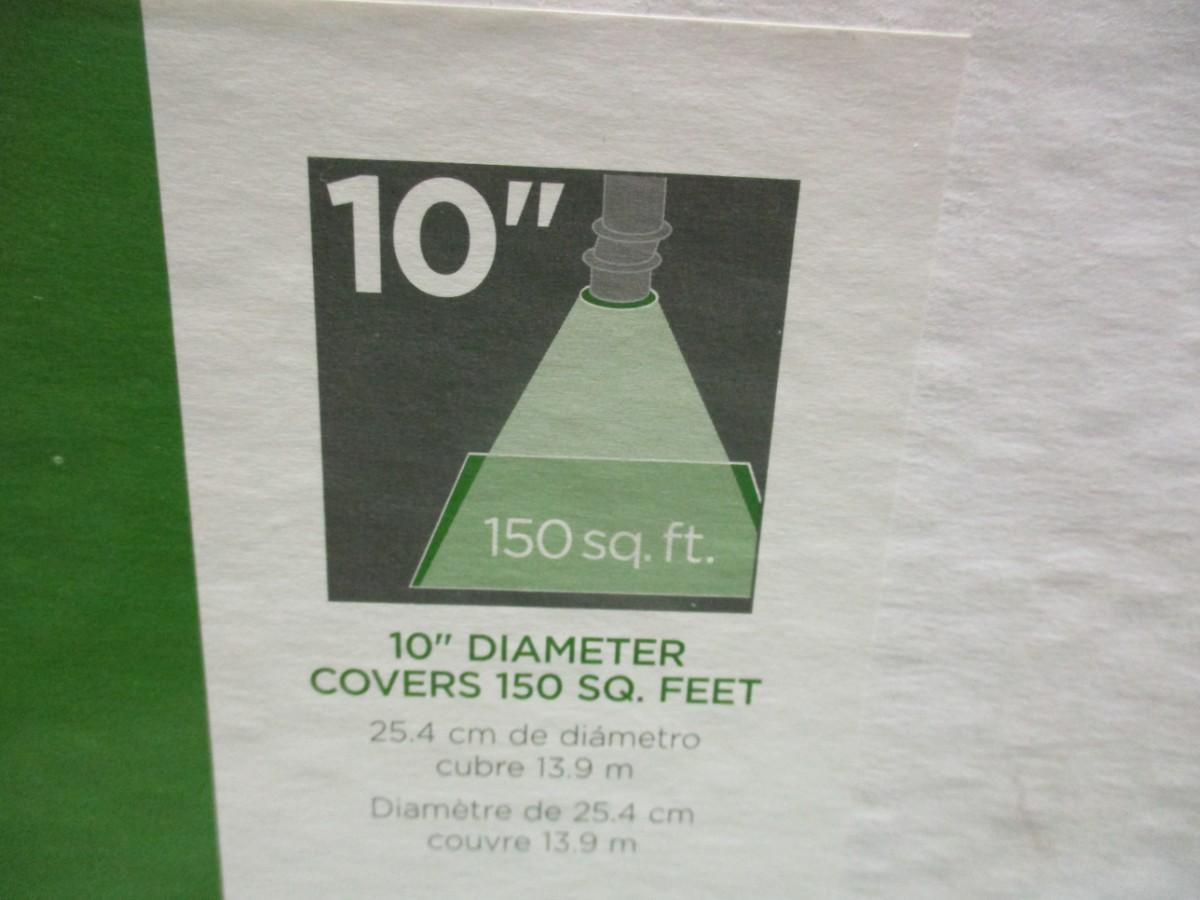 10"
150 sq. ft.
10" DIAMETER
COVERS 150 SQ. FEET
25.4 cm de diámetro
cubre 13.9 m
Diamètre de 25.4 cm
couvre 13.9 m